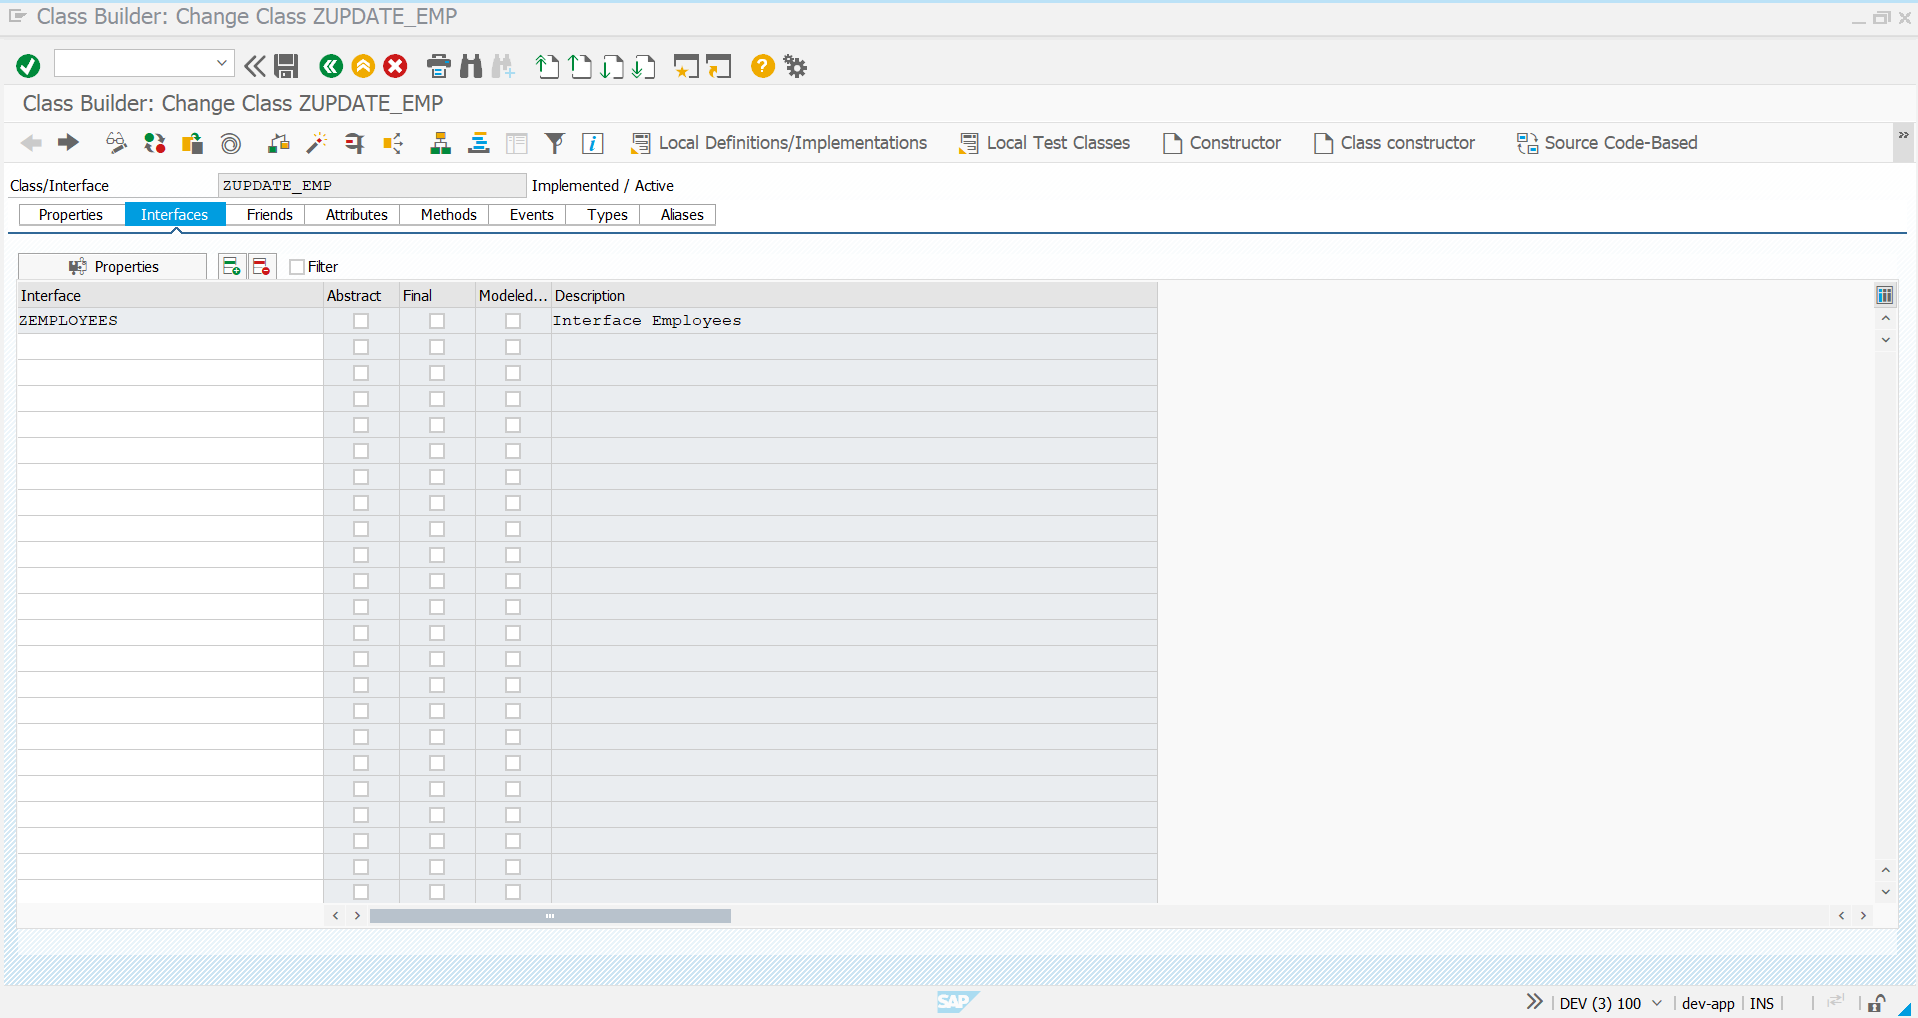 Class Builder: Change Class ZUPDATE_EMP
Class Builder: Change Class ZUPDATE_EMP
Local Definitions/Implementations Local Test Classes Constructor Class constructor Source Code-Based
Class/Interface ZUPDATE_EMP Implemented / Active
Properties Interfaces Friends Attributes Methods Events Types Aliases
Properties Filter
Interface Abstract Final Modeled... Description
ZEMPLOYEES Interface Employees
SAP DEV (3) 100 dev-app INS